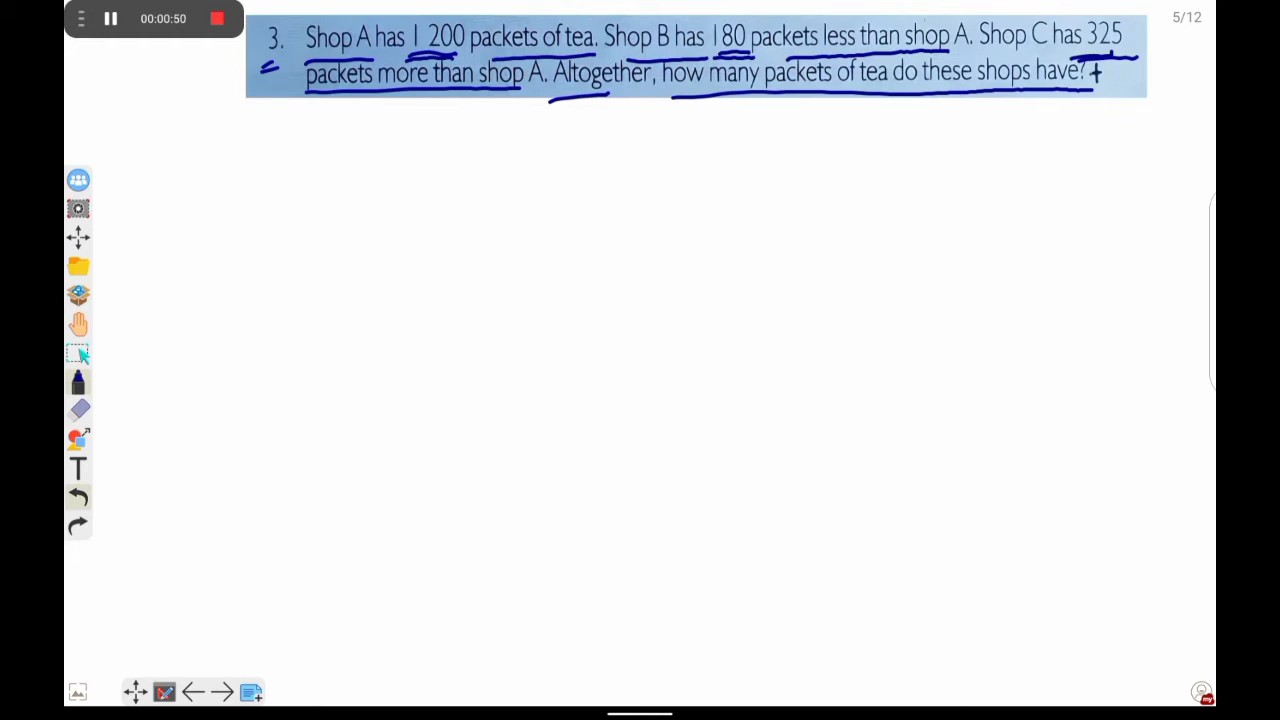 00:00:50
5/12
3. Shop A has 1 200 packets of tea. Shop B has 180 packets less than shop A. Shop C has 325
packets more than shop A. Altogether, how many packets of tea do these shops have? +
T
my